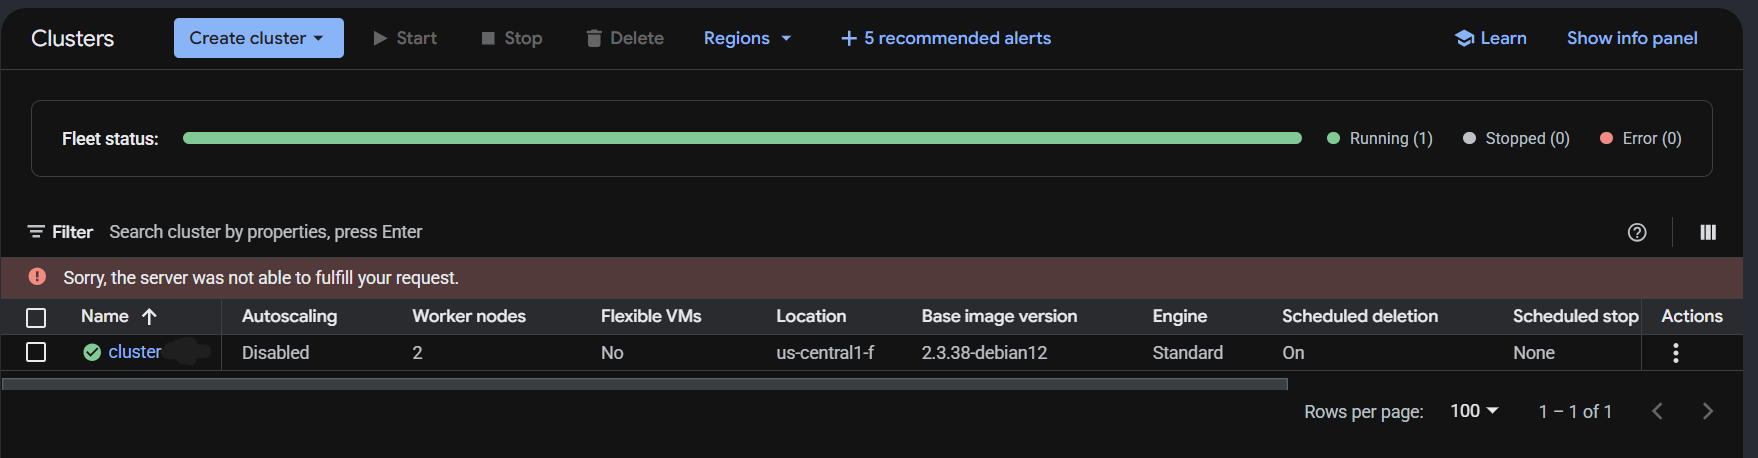 Clusters Create cluster Start Stop Delete Regions 5 recommended alerts Learn Show info panel
Fleet status: Running (1) Stopped (0) Error (0)
Filter Search cluster by properties, press Enter
Sorry, the server was not able to fulfill your request.
Name Autoscaling Worker nodes Flexible VMs Location Base image version Engine Scheduled deletion Scheduled stop Actions
cluster Disabled 2 No us-central1-f 2.3.38-debian12 Standard On None
Rows per page: 100 1 – 1 of 1